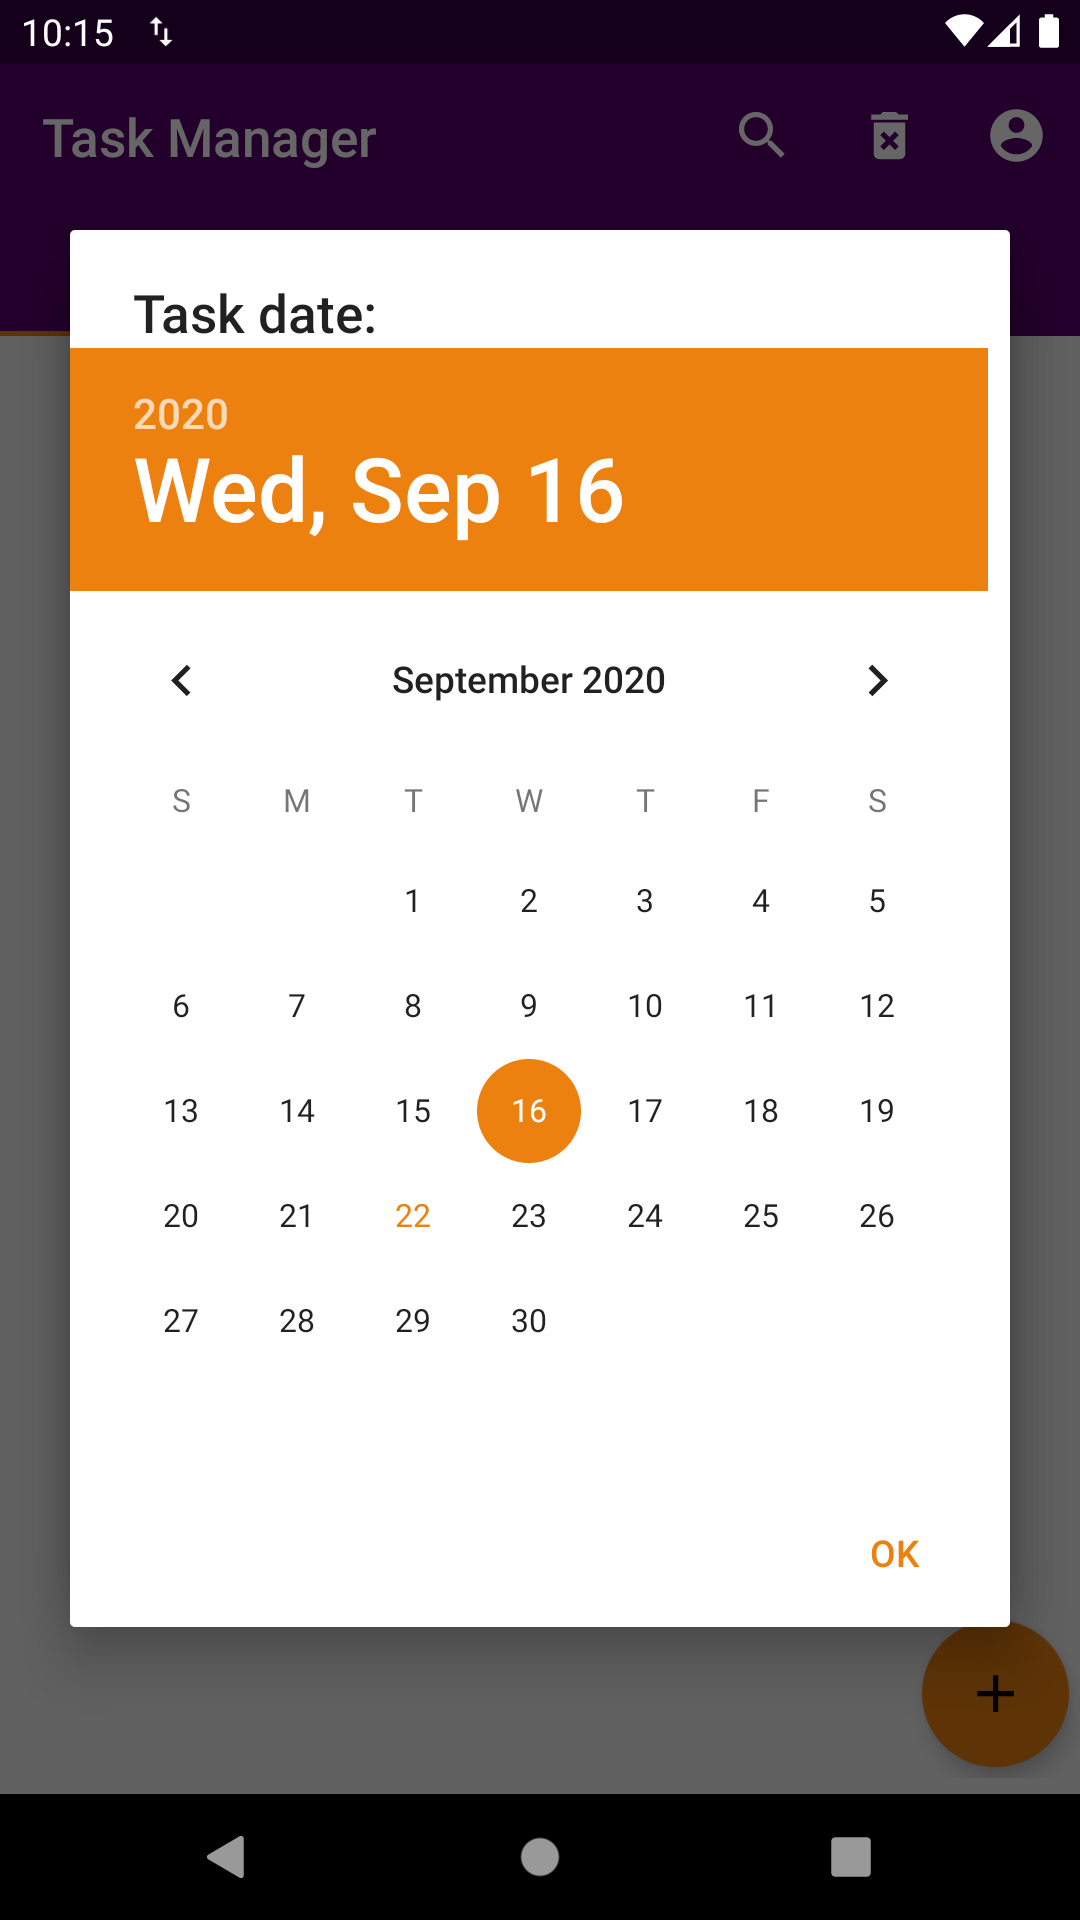 10:15
Task Manager
Task date:
2020
Wed, Sep 16
September 2020
S M T W T F S
1 2 3 4 5
6 7 8 9 10 11 12
13 14 15 16 17 18 19
20 21 22 23 24 25 26
27 28 29 30
OK